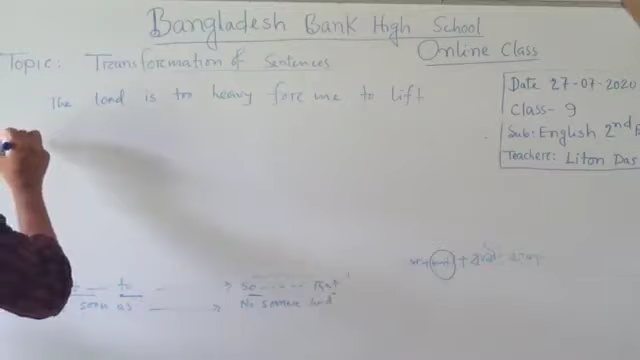 Bangladesh Bank High School
Online Class
Topic: Transformation of Sentences
The load is too heavy fore me to lift
Date 27-07-2020
Class- 9
Sub: English 2nd
Teachere: Liton Das
to
so ---- that
soon as
No sooner had